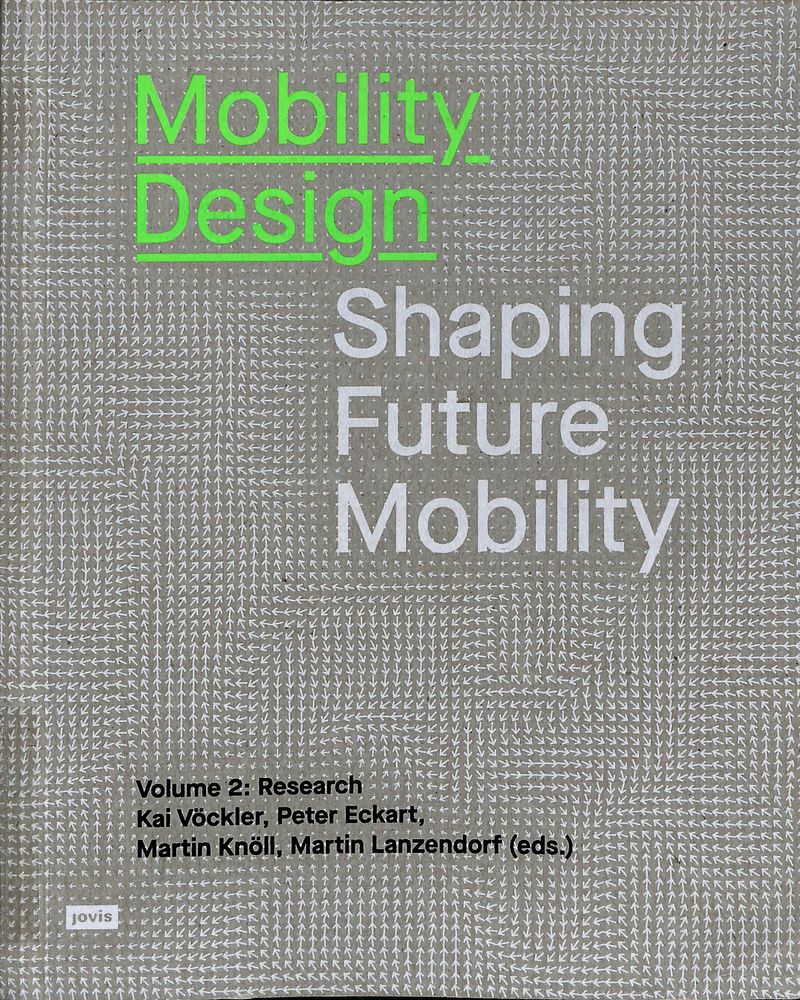 Mobility
Design
Shaping
Future
Mobility
Volume 2: Research
Kai Vöckler, Peter Eckart,
Martin Knöll, Martin Lanzendorf (eds.)
jovis